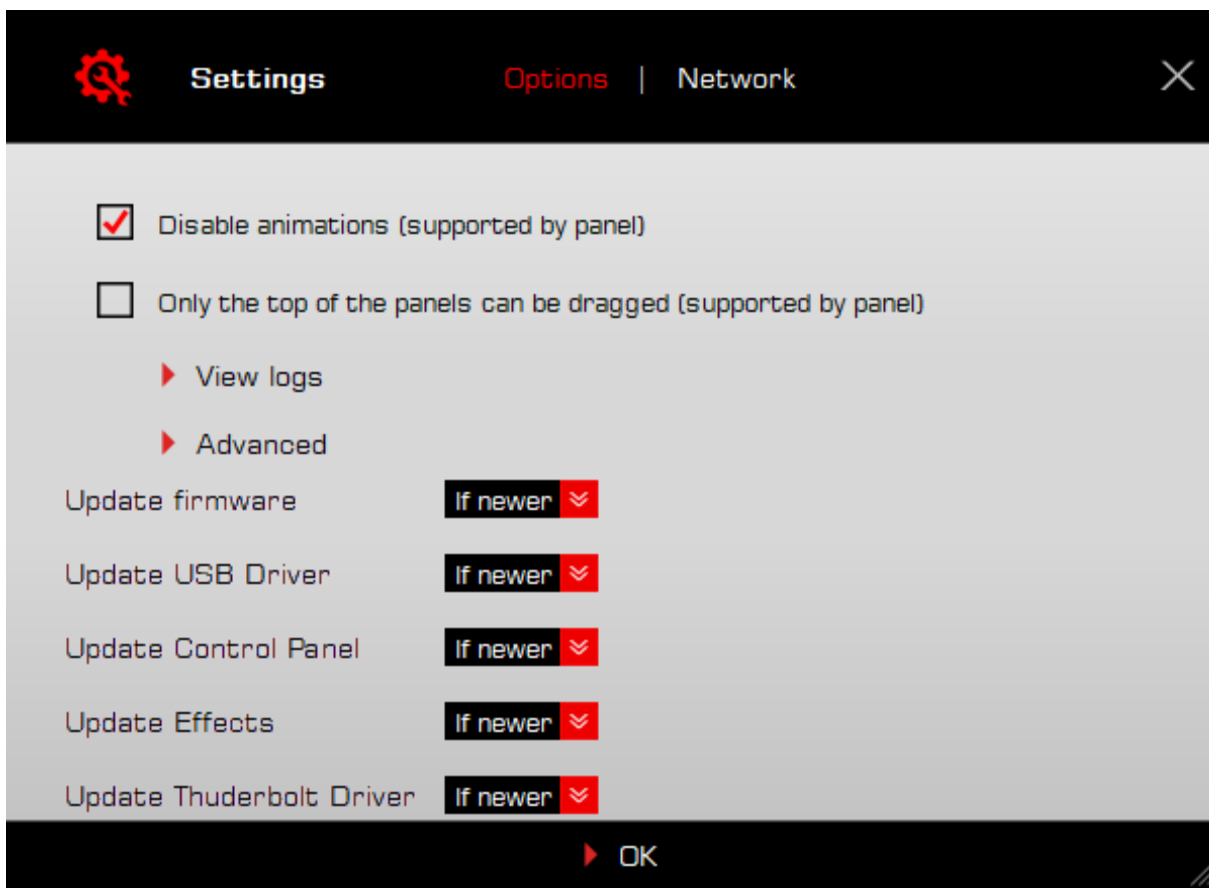 Settings Options | Network
Disable animations (supported by panel)
Only the top of the panels can be dragged (supported by panel)
View logs
Advanced
Update firmware If newer
Update USB Driver If newer
Update Control Panel If newer
Update Effects If newer
Update Thuderbolt Driver If newer
OK